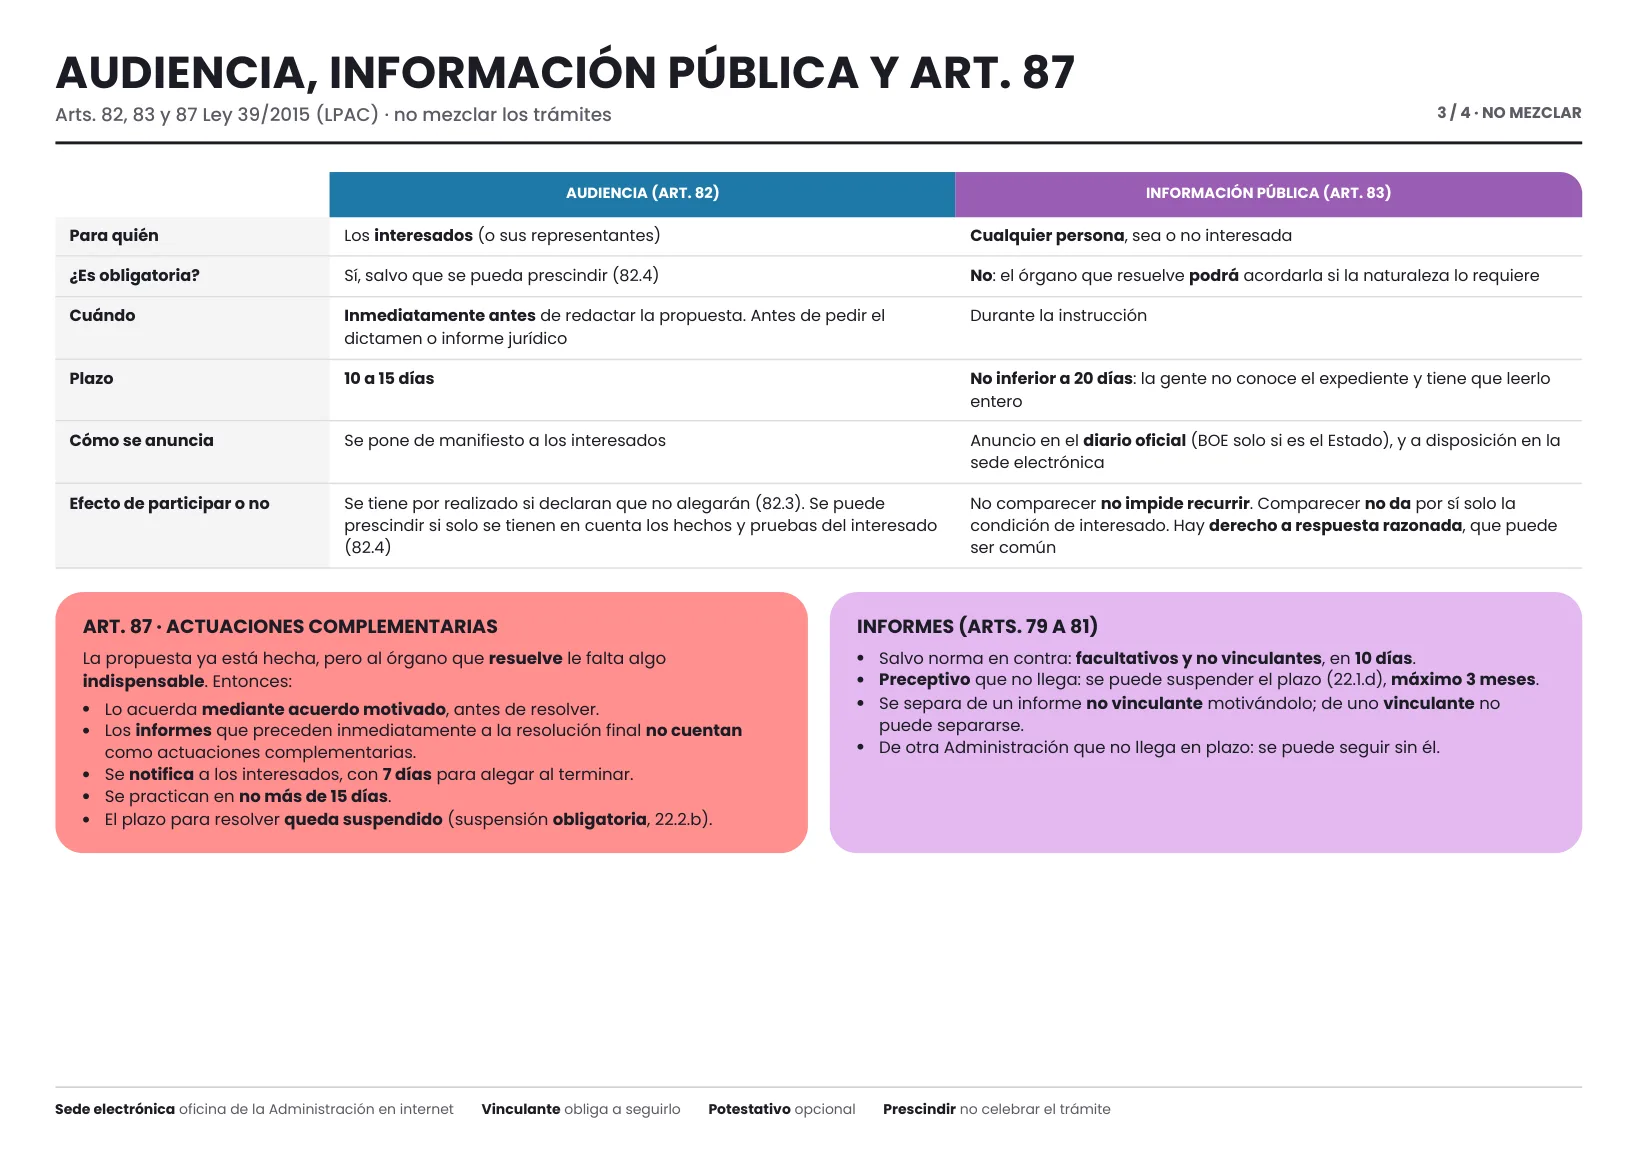 AUDIENCIA, INFORMACIÓN PÚBLICA Y ART. 87
Arts. 82, 83 y 87 Ley 39/2015 (LPAC) · no mezclar los trámites
3 / 4 · NO MEZCLAR
AUDIENCIA (ART. 82)
INFORMACIÓN PÚBLICA (ART. 83)
Para quién
Los interesados (o sus representantes)
Cualquier persona, sea o no interesada
¿Es obligatoria?
Sí, salvo que se pueda prescindir (82.4)
No: el órgano que resuelve podrá acordarla si la naturaleza lo requiere
Cuándo
Inmediatamente antes de redactar la propuesta. Antes de pedir el
dictamen o informe jurídico
Durante la instrucción
Plazo
10 a 15 días
No inferior a 20 días: la gente no conoce el expediente y tiene que leerlo
entero
Cómo se anuncia
Se pone de manifiesto a los interesados
Anuncio en el diario oficial (BOE solo si es el Estado), y a disposición en la
sede electrónica
Efecto de participar o no
Se tiene por realizado si declaran que no alegarán (82.3). Se puede
prescindir si solo se tienen en cuenta los hechos y pruebas del interesado
(82.4)
No comparecer no impide recurrir. Comparecer no da por sí solo la
condición de interesado. Hay derecho a respuesta razonada, que puede
ser común
ART. 87 · ACTUACIONES COMPLEMENTARIAS
La propuesta ya está hecha, pero al órgano que resuelve le falta algo
indispensable. Entonces:
• Lo acuerda mediante acuerdo motivado, antes de resolver.
• Los informes que preceden inmediatamente a la resolución final no cuentan
como actuaciones complementarias.
• Se notifica a los interesados, con 7 días para alegar al terminar.
• Se practican en no más de 15 días.
• El plazo para resolver queda suspendido (suspensión obligatoria, 22.2.b).
INFORMES (ARTS. 79 A 81)
• Salvo norma en contra: facultativos y no vinculantes, en 10 días.
• Preceptivo que no llega: se puede suspender el plazo (22.1.d), máximo 3 meses.
• Se separa de un informe no vinculante motivándolo; de uno vinculante no
puede separarse.
• De otra Administración que no llega en plazo: se puede seguir sin él.
Sede electrónica oficina de la Administración en internet Vinculante obliga a seguirlo Potestativo opcional Prescindir no celebrar el trámite